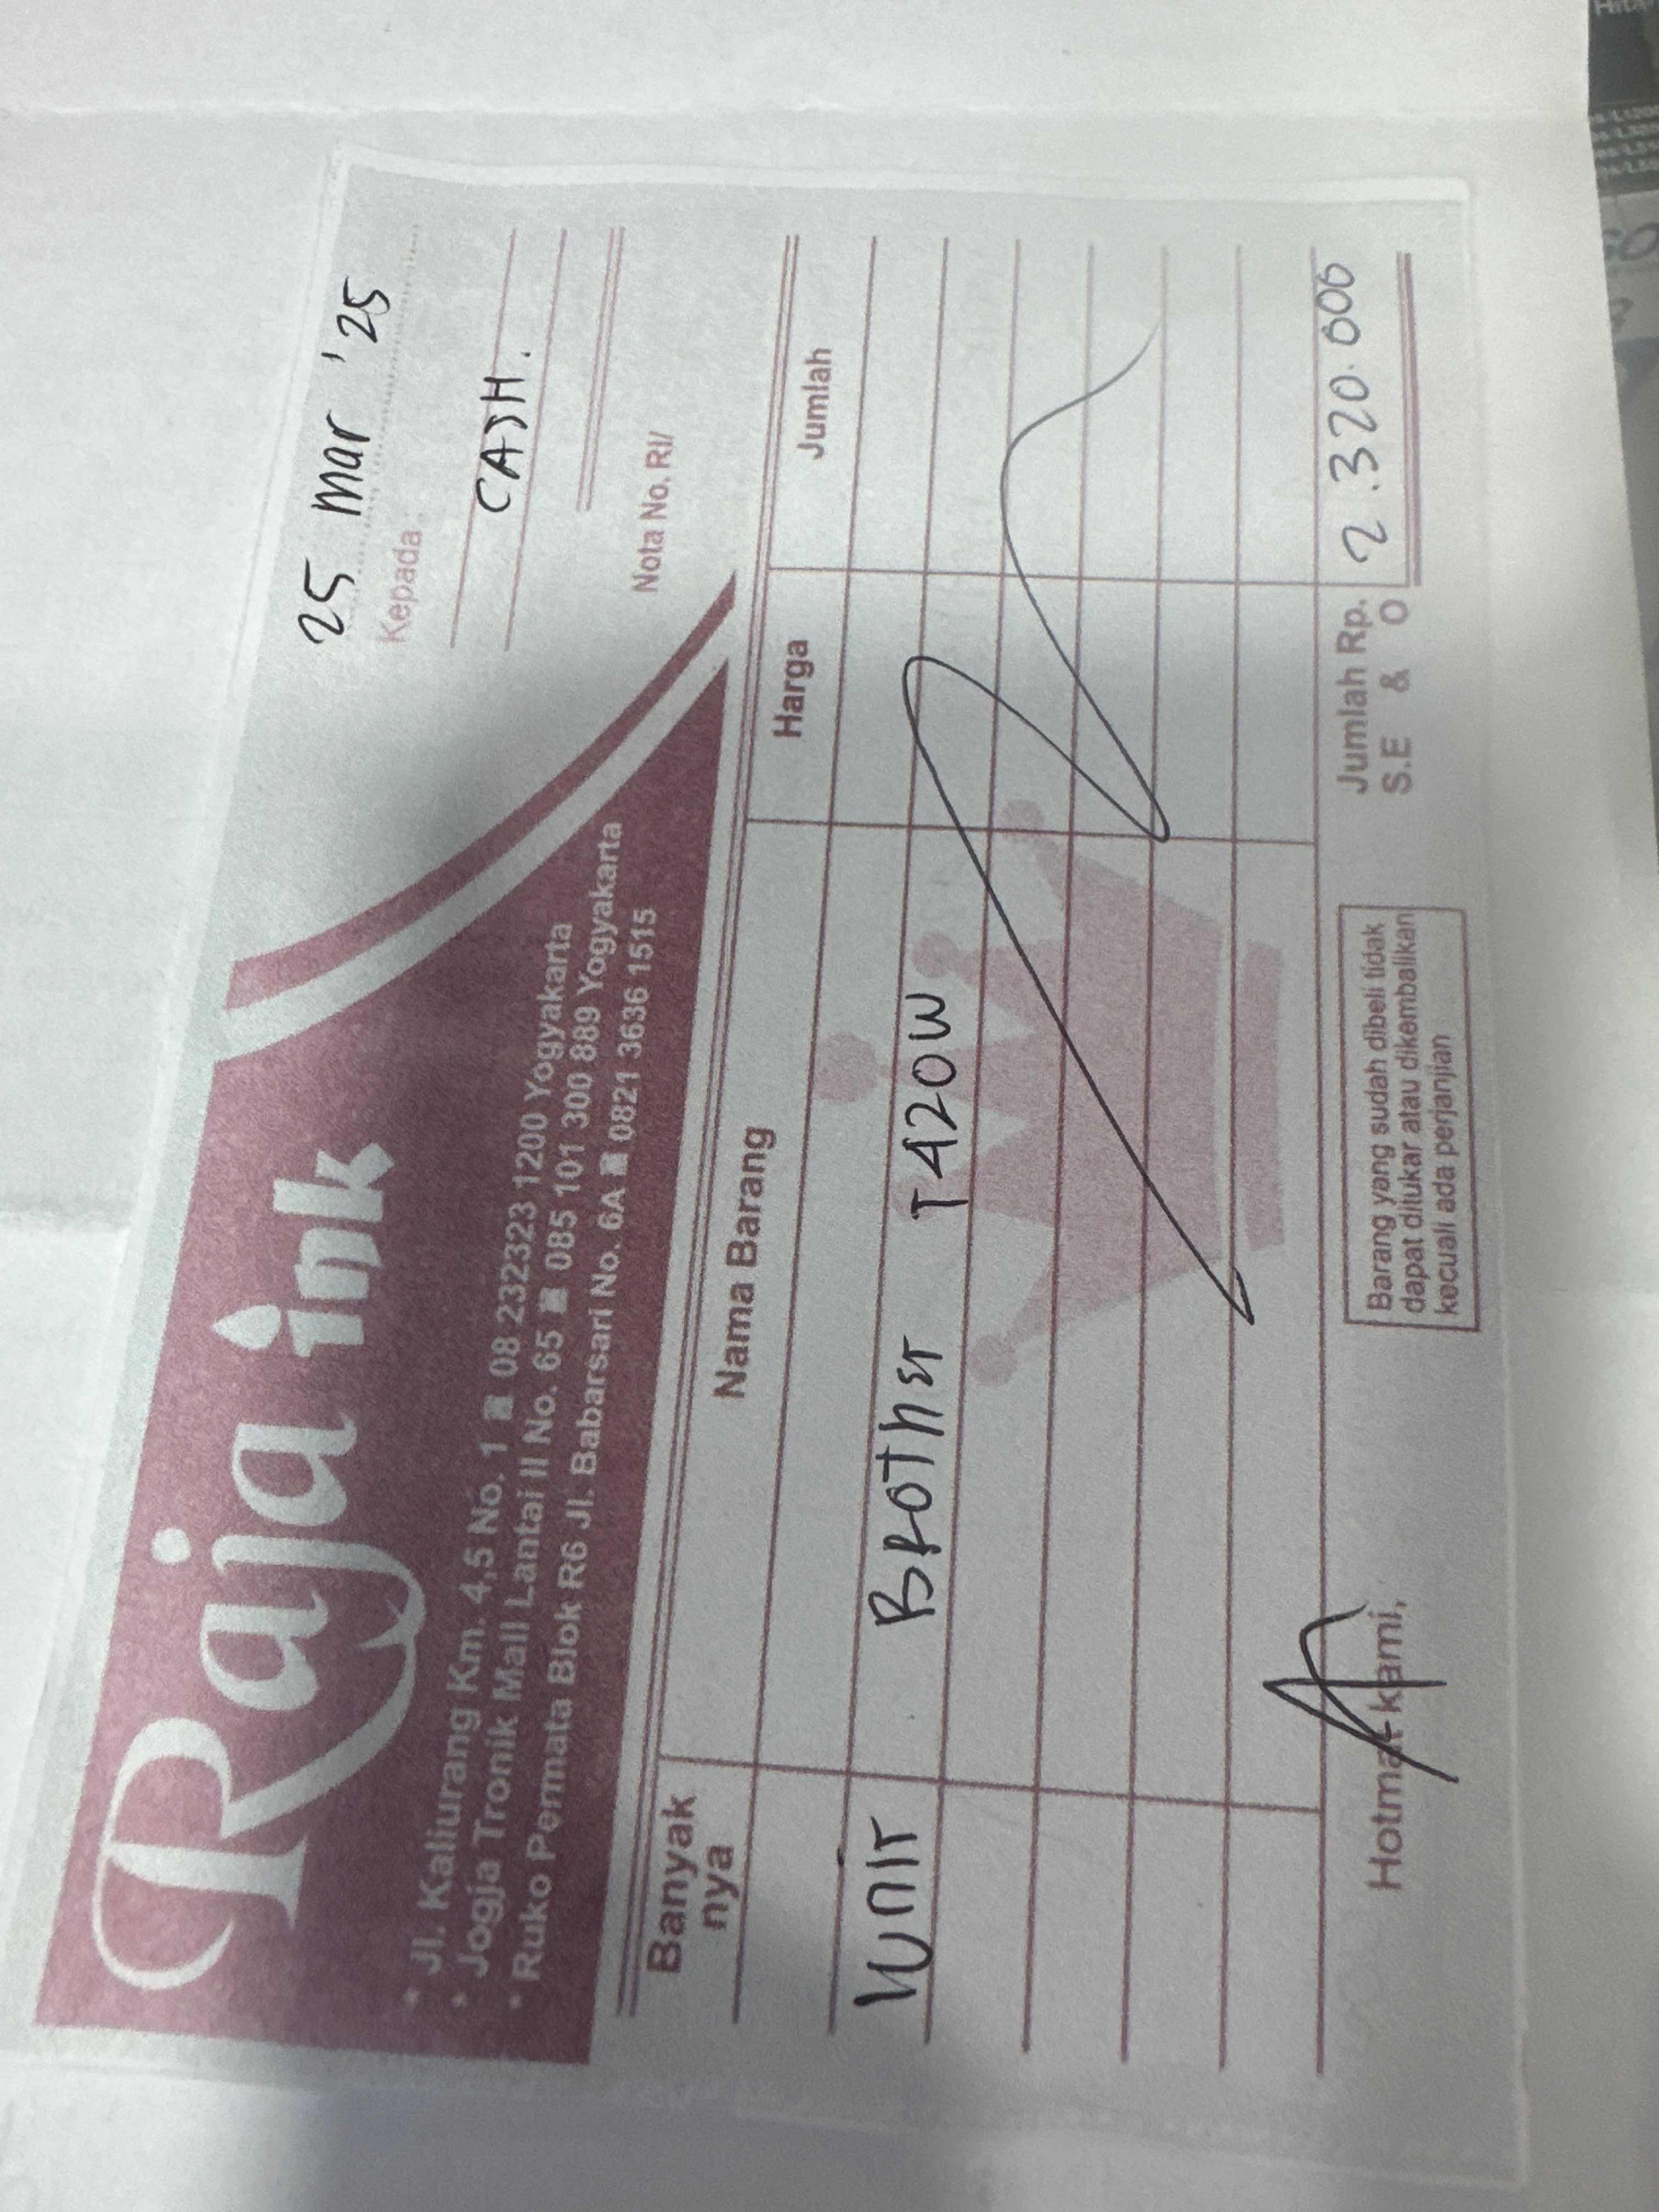 Raja ink
* Jl. Kaliurang Km. 4,5 No. 1 08 232323 1200 Yogyakarta
* Jogja Tronik Mall Lantai II No. 65 085 101 300 889 Yogyakarta
* Ruko Permata Blok R6 Jl. Babarsari No. 6A 0821 3636 1515
25 Mar '25
Kepada :
CASH.
Nota No. RI/
Banyak nya Nama Barang Harga Jumlah
1 UNIT BROTHER T420W
Jumlah Rp. 2.320.000
S.E & O
Hotmat kami,
Barang yang sudah dibeli tidak
dapat ditukar atau dikembalikan
kecuali ada perjanjian